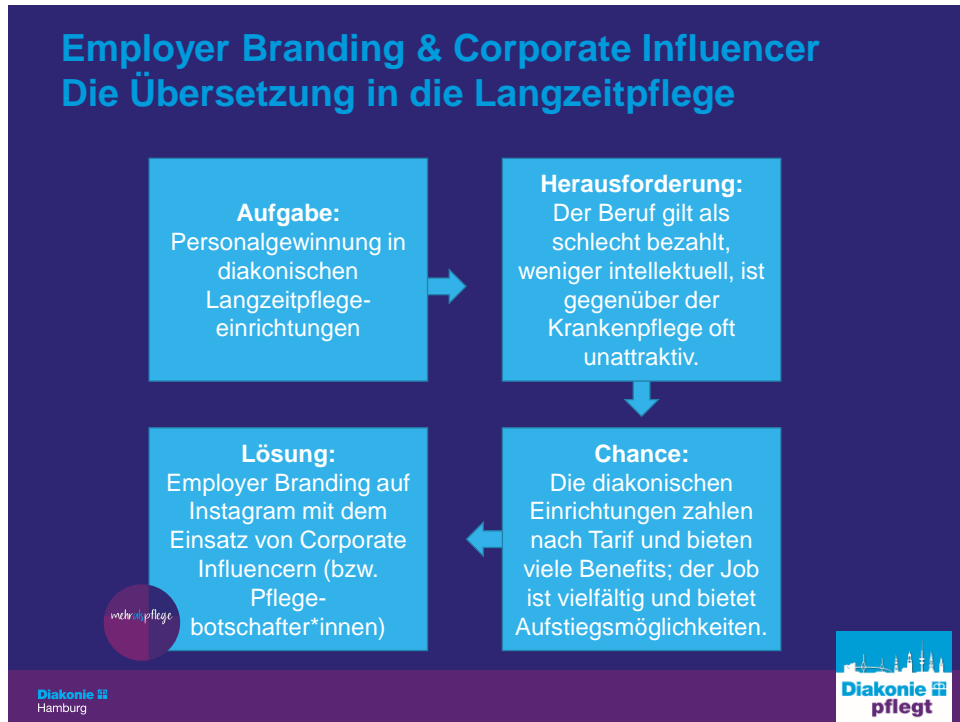 Employer Branding & Corporate Influencer
Die Übersetzung in die Langzeitpflege
Aufgabe:
Personalgewinnung in
diakonischen
Langzeitpflege-
einrichtungen
Herausforderung:
Der Beruf gilt als
schlecht bezahlt,
weniger intellektuell, ist
gegenüber der
Krankenpflege oft
unattraktiv.
Chance:
Die diakonischen
Einrichtungen zahlen
nach Tarif und bieten
viele Benefits; der Job
ist vielfältig und bietet
Aufstiegsmöglichkeiten.
Lösung:
Employer Branding auf
Instagram mit dem
Einsatz von Corporate
Influencern (bzw.
Pflege-
botschafter*innen)
mehralspflege
Diakonie
Hamburg
Diakonie
pflegt